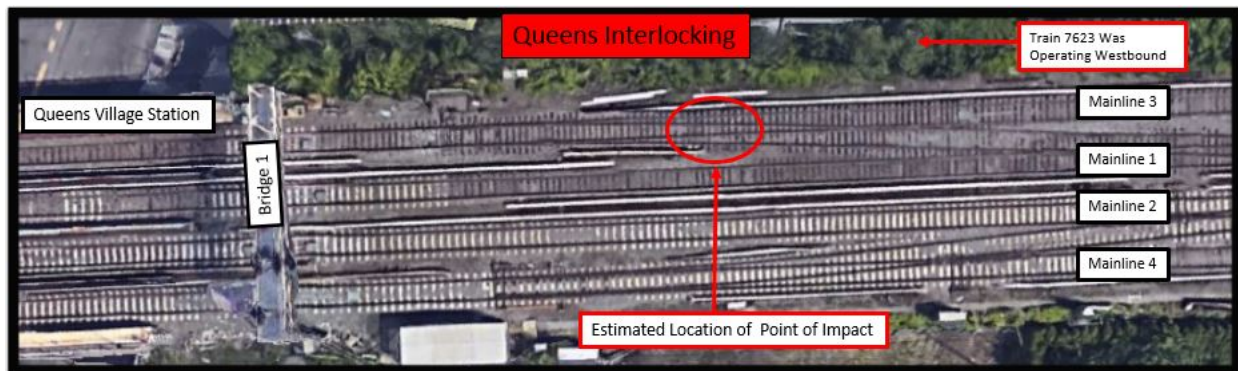 Queens Interlocking
Train 7623 Was
Operating Westbound
Queens Village Station
Mainline 3
Bridge 1
Mainline 1
Mainline 2
Mainline 4
Estimated Location of Point of Impact